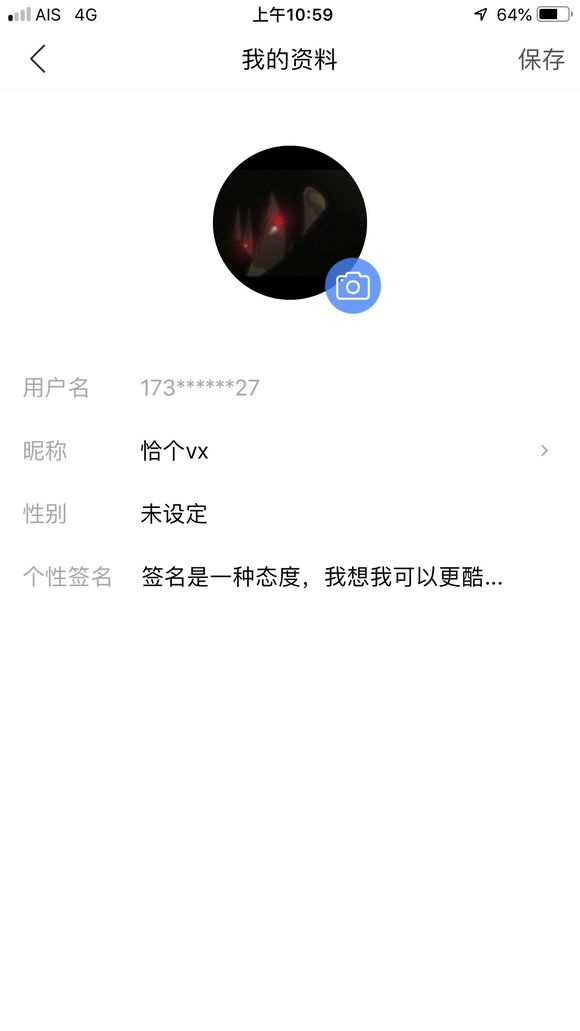 AIS 4G 上午10:59 64%
我的资料 保存
用户名 173******27
昵称 恰个vx
性别 未设定
个性签名 签名是一种态度，我想我可以更酷...